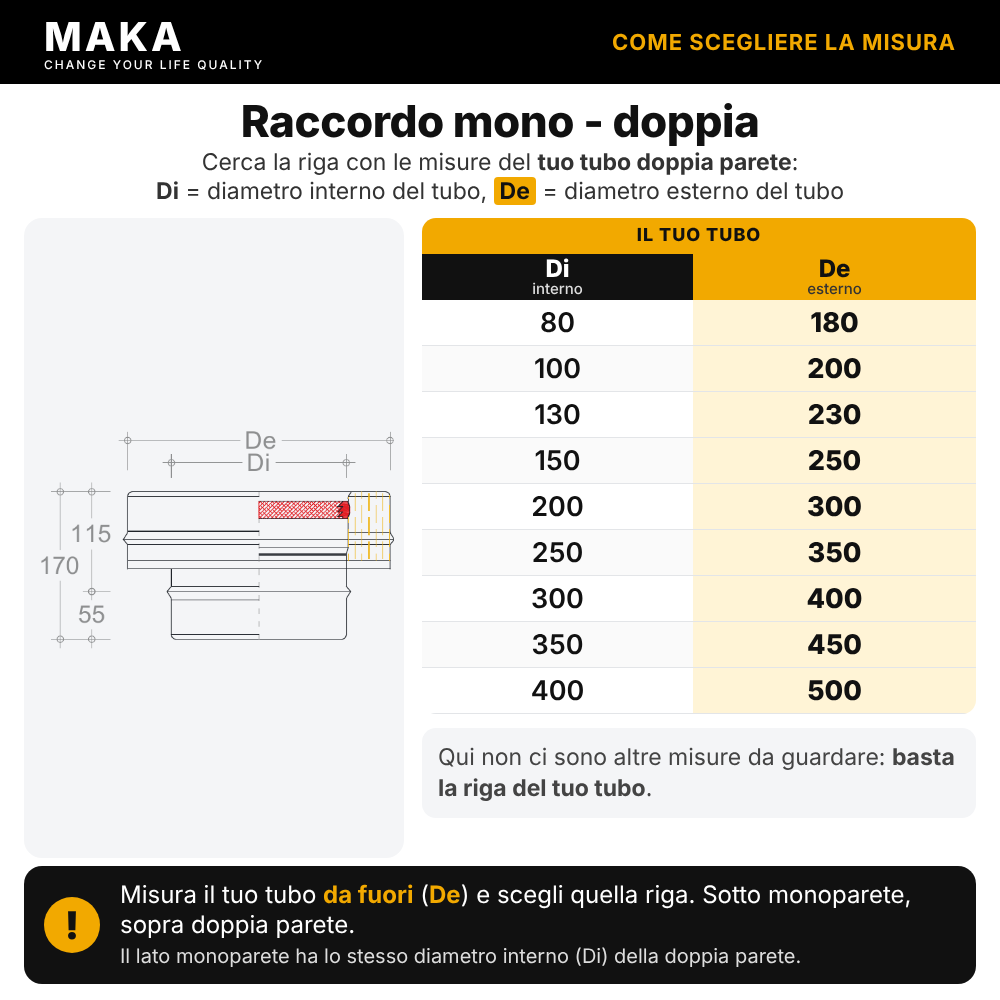 MAKA
CHANGE YOUR LIFE QUALITY
COME SCEGLIERE LA MISURA
Raccordo mono - doppia
Cerca la riga con le misure del tuo tubo doppia parete:
Di = diametro interno del tubo, De = diametro esterno del tubo
De
Di
115
170
55
IL TUO TUBO
Di De
interno esterno
80 180
100 200
130 230
150 250
200 300
250 350
300 400
350 450
400 500
Qui non ci sono altre misure da guardare: basta
la riga del tuo tubo.
!
Misura il tuo tubo da fuori (De) e scegli quella riga. Sotto monoparete,
sopra doppia parete.
Il lato monoparete ha lo stesso diametro interno (Di) della doppia parete.